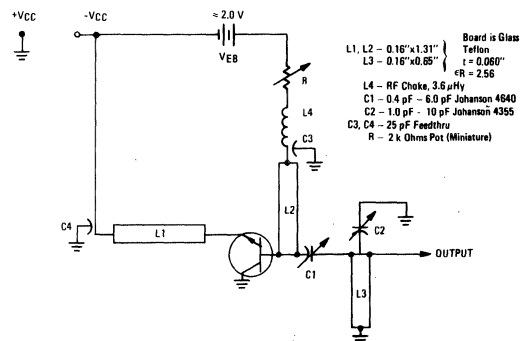 +VCC
-VCC
≈ 2.0 V
VEB
R
L4
C3
L1, L2 – 0.16"x1.31"
L3 – 0.16"x0.65"
Board is Glass
Teflon
t = 0.060"
εR = 2.56
L4 – RF Choke, 3.6 μHy
C1 – 0.4 pF – 6.0 pF Johanson 4640
C2 – 1.0 pF - 10 pF Johanson 4355
C3, C4 – 25 pF Feedthru
R – 2 k Ohms Pot (Miniature)
C4
L1
L2
C1
C2
OUTPUT
L3